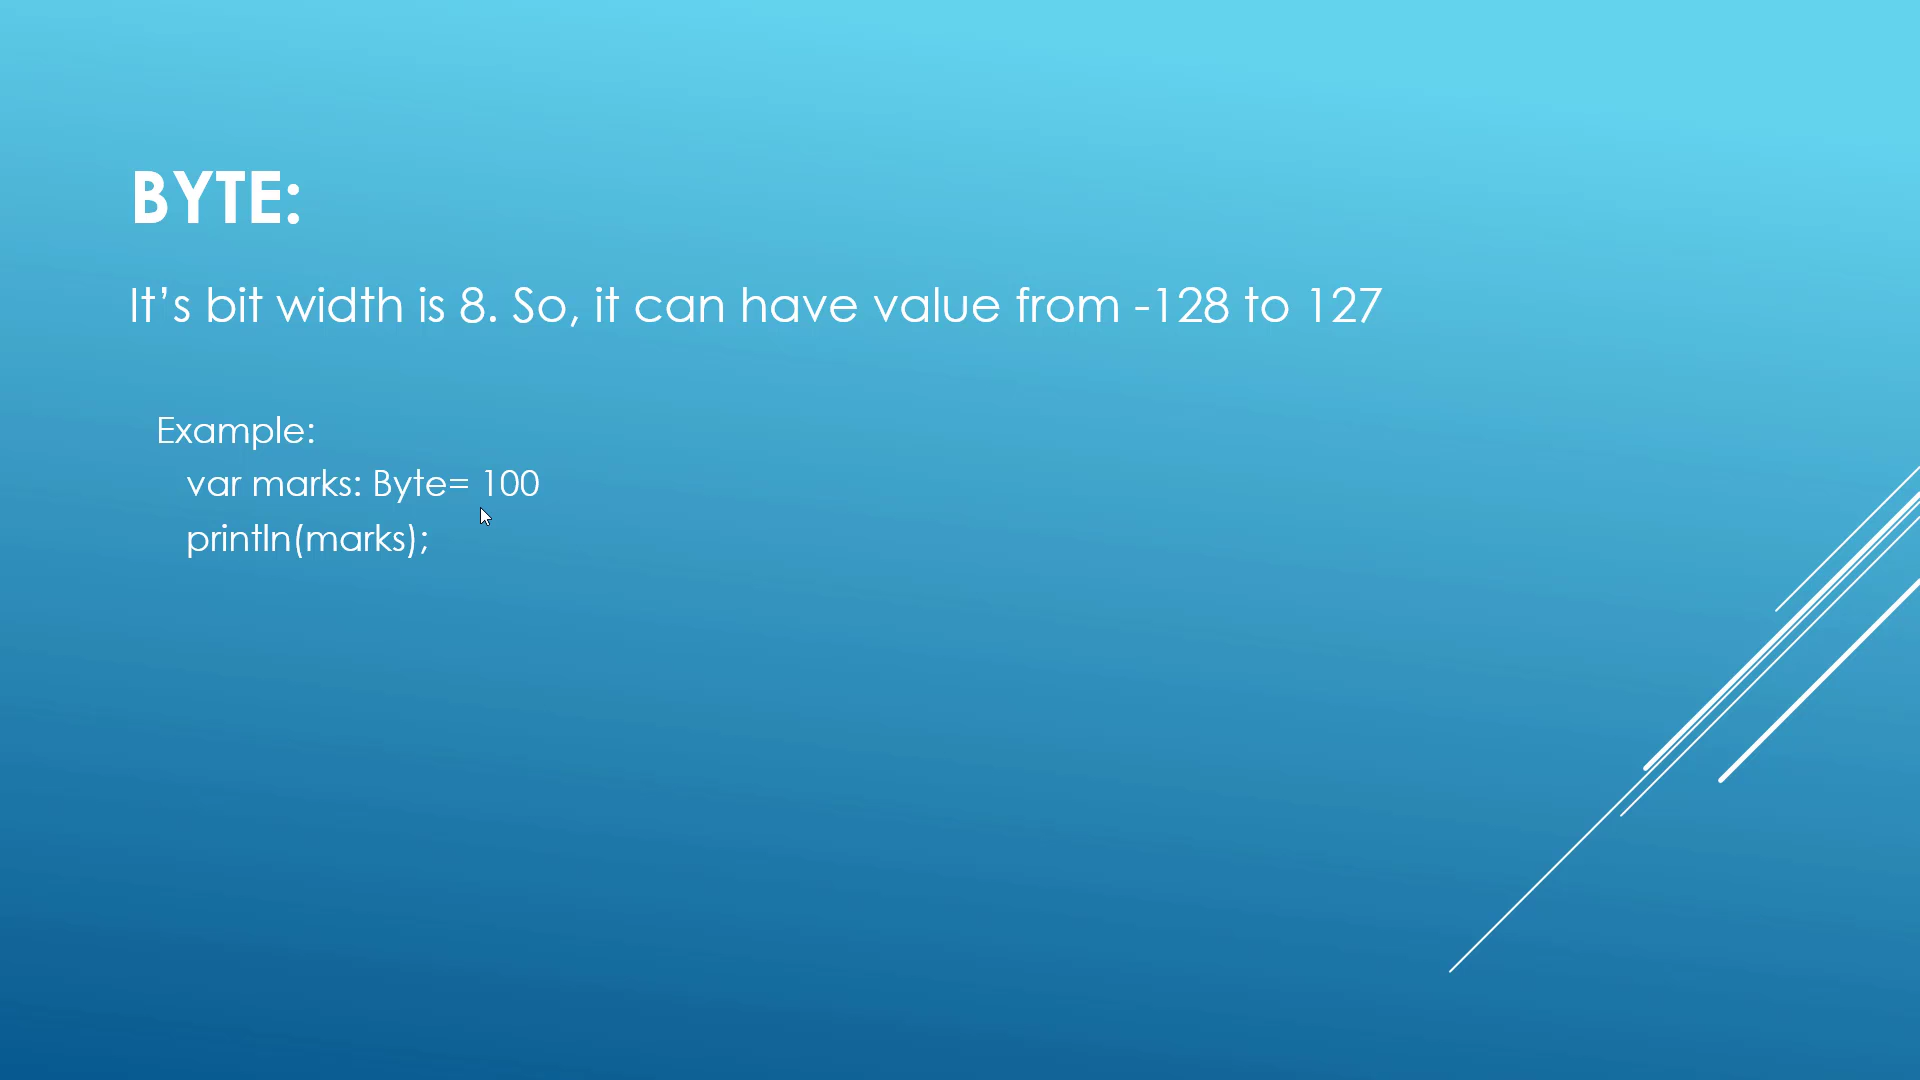 BYTE:
It’s bit width is 8. So, it can have value from -128 to 127
Example:
var marks: Byte= 100
println(marks);